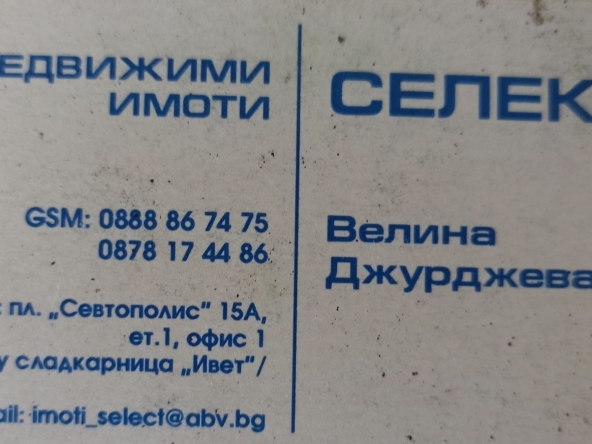 ЕДВИЖИМИ
ИМОТИ
GSM: 0888 86 74 75
0878 17 44 86
: пл. „Севтополис" 15А,
ет.1, офис 1
у сладкарница „Ивет"/
ail: imoti_select@abv.bg
СЕЛЕК
Велина
Джурджева